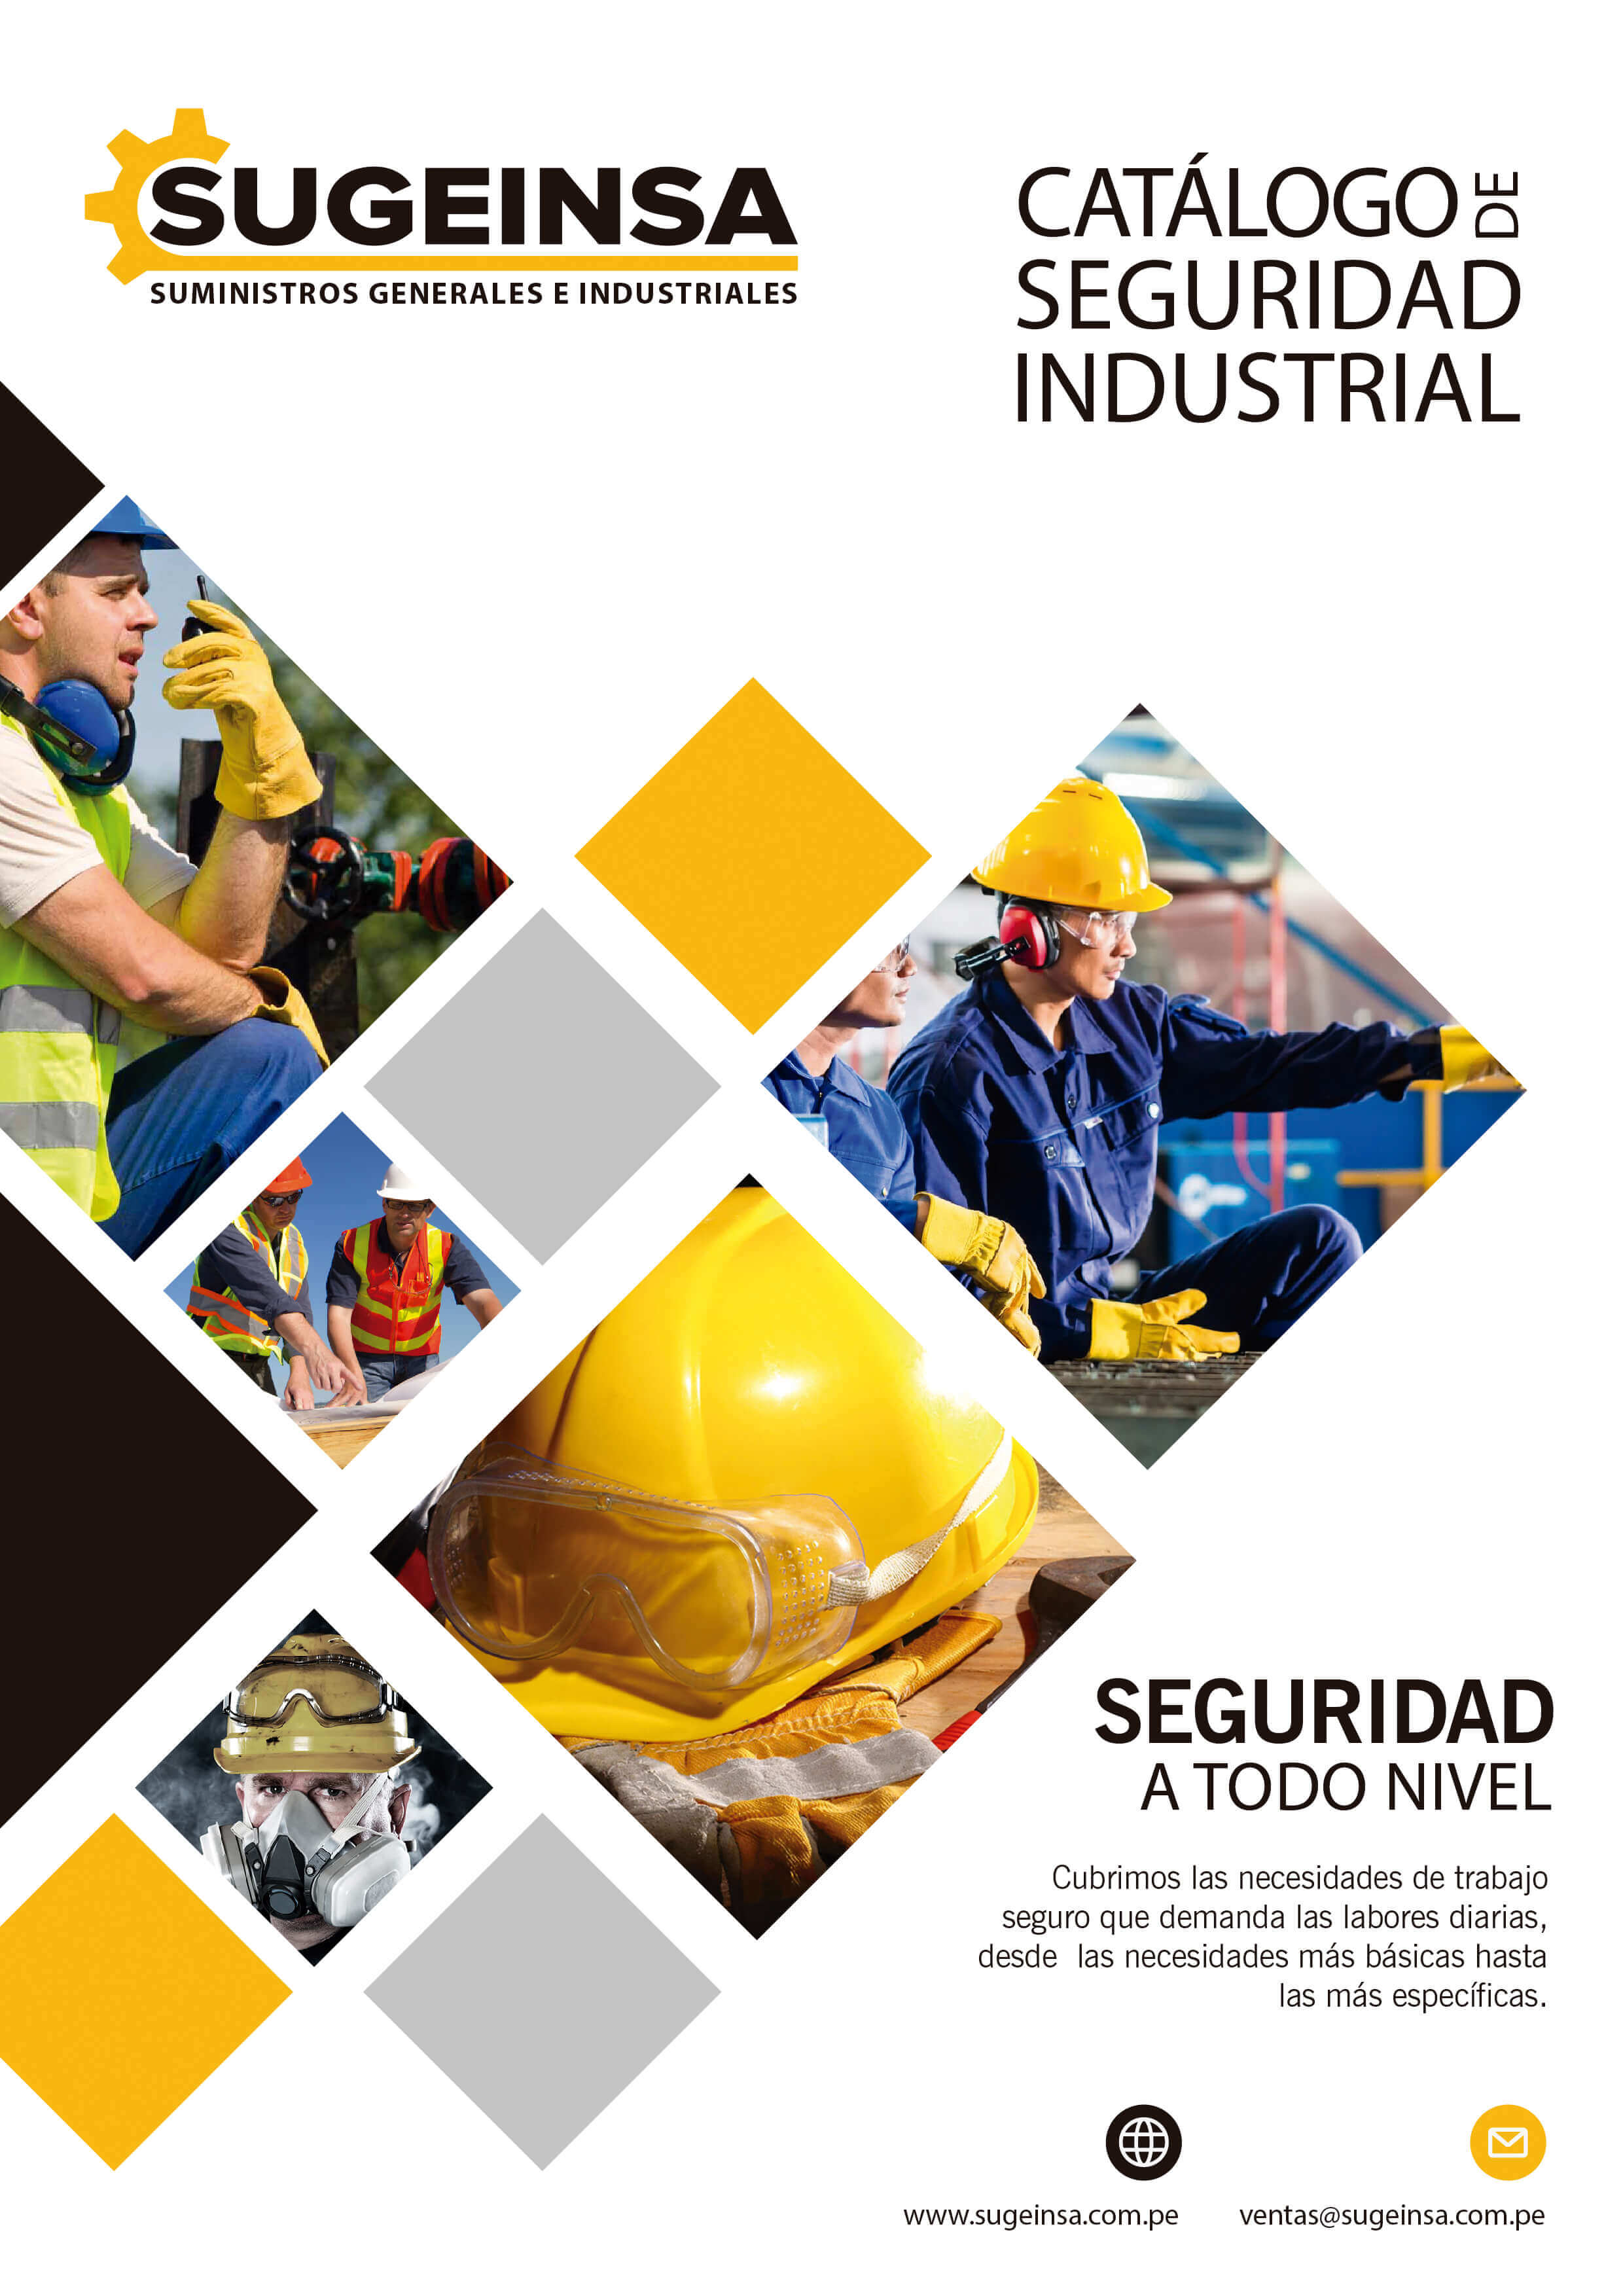 SUGEINSA
SUMINISTROS GENERALES E INDUSTRIALES
CATÁLOGO DE
SEGURIDAD
INDUSTRIAL
SEGURIDAD
A TODO NIVEL
Cubrimos las necesidades de trabajo
seguro que demanda las labores diarias,
desde las necesidades más básicas hasta
las más específicas.
www.sugeinsa.com.pe
ventas@sugeinsa.com.pe